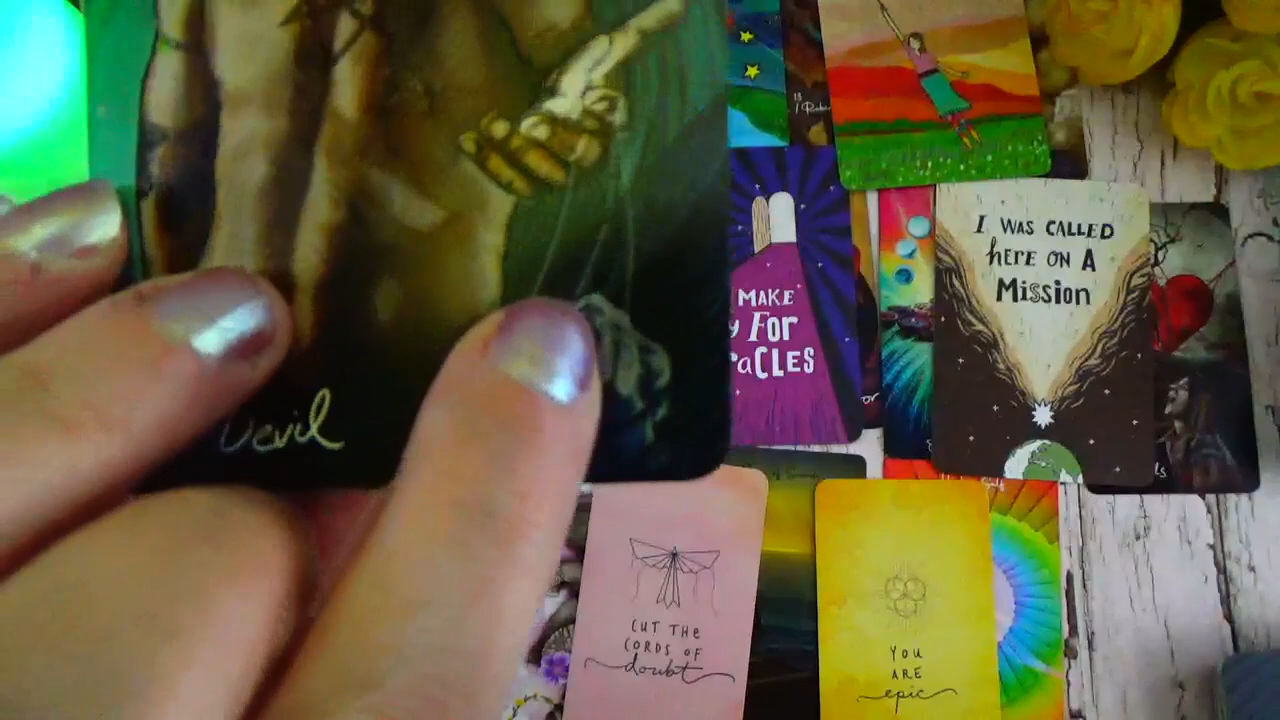 Devil
MAKE
For
I WAS CALLED
here ON A
MISSION
CUT THE
CORDS OF
doubt
YOU
ARE
epic